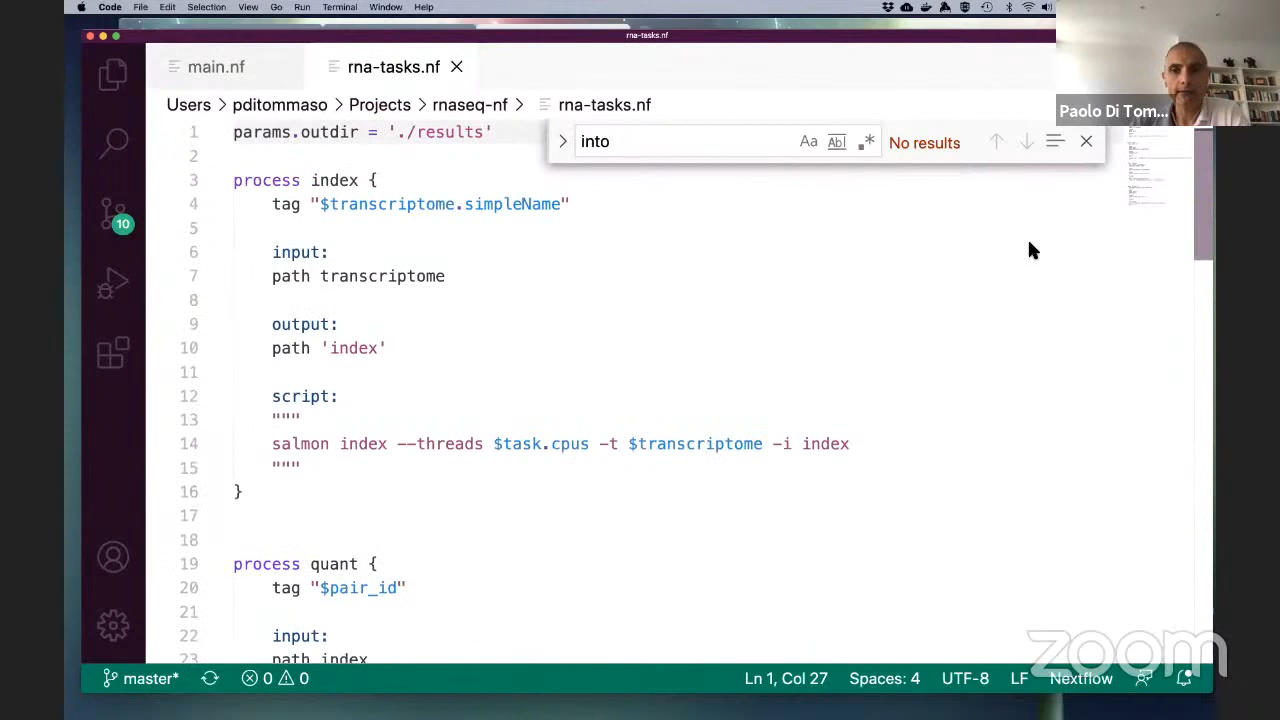 Code File Edit Selection View Go Run Terminal Window Help
rna-tasks.nf
main.nf rna-tasks.nf
Users > pditommaso > Projects > rnaseq-nf > rna-tasks.nf
Paolo Di Tom...
into Aa Abl .* No results
1 params.outdir = './results'
2
3 process index {
4 tag "$transcriptome.simpleName"
5
6 input:
7 path transcriptome
8
9 output:
10 path 'index'
11
12 script:
13 """
14 salmon index --threads $task.cpus -t $transcriptome -i index
15 """
16 }
17
18
19 process quant {
20 tag "$pair_id"
21
22 input:
23 path index
10
master* 0 0 Ln 1, Col 27 Spaces: 4 UTF-8 LF Nextflow
zoom